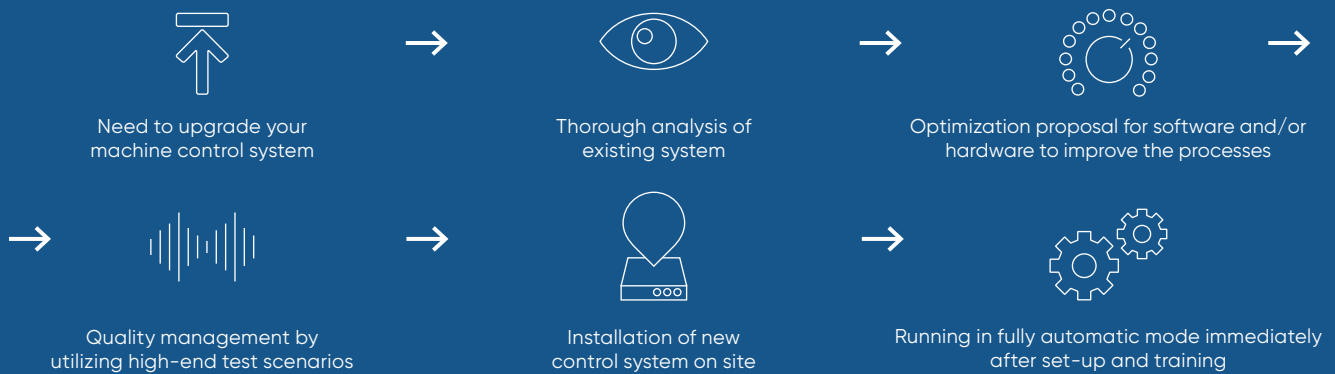 Need to upgrade your
machine control system
Thorough analysis of
existing system
Optimization proposal for software and/or
hardware to improve the processes
Quality management by
utilizing high-end test scenarios
Installation of new
control system on site
Running in fully automatic mode immediately
after set-up and training